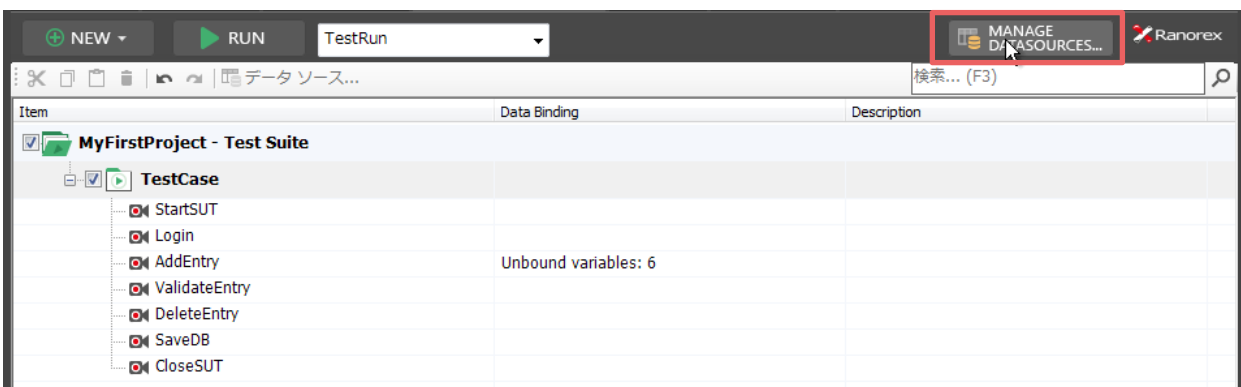 NEW
RUN
TestRun
MANAGE
DATASOURCES...
Ranorex
データ ソース...
検索... (F3)
Item Data Binding Description
MyFirstProject - Test Suite
TestCase
StartSUT
Login
AddEntry Unbound variables: 6
ValidateEntry
DeleteEntry
SaveDB
CloseSUT